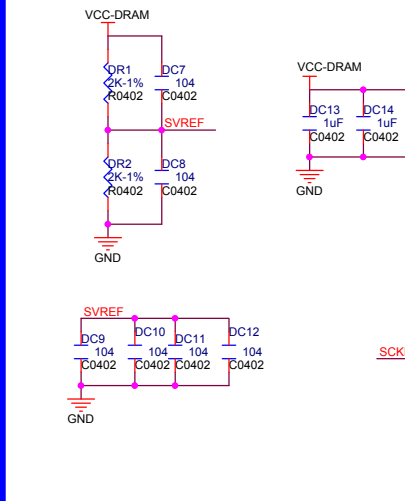 VCC-DRAM
DR1
2K-1%
R0402
DC7
104
C0402
SVREF
DR2
2K-1%
R0402
DC8
104
C0402
GND
VCC-DRAM
DC13
1uF
C0402
DC14
1uF
C0402
GND
SVREF
DC9
104
C0402
DC10
104
C0402
DC11
104
C0402
DC12
104
C0402
GND